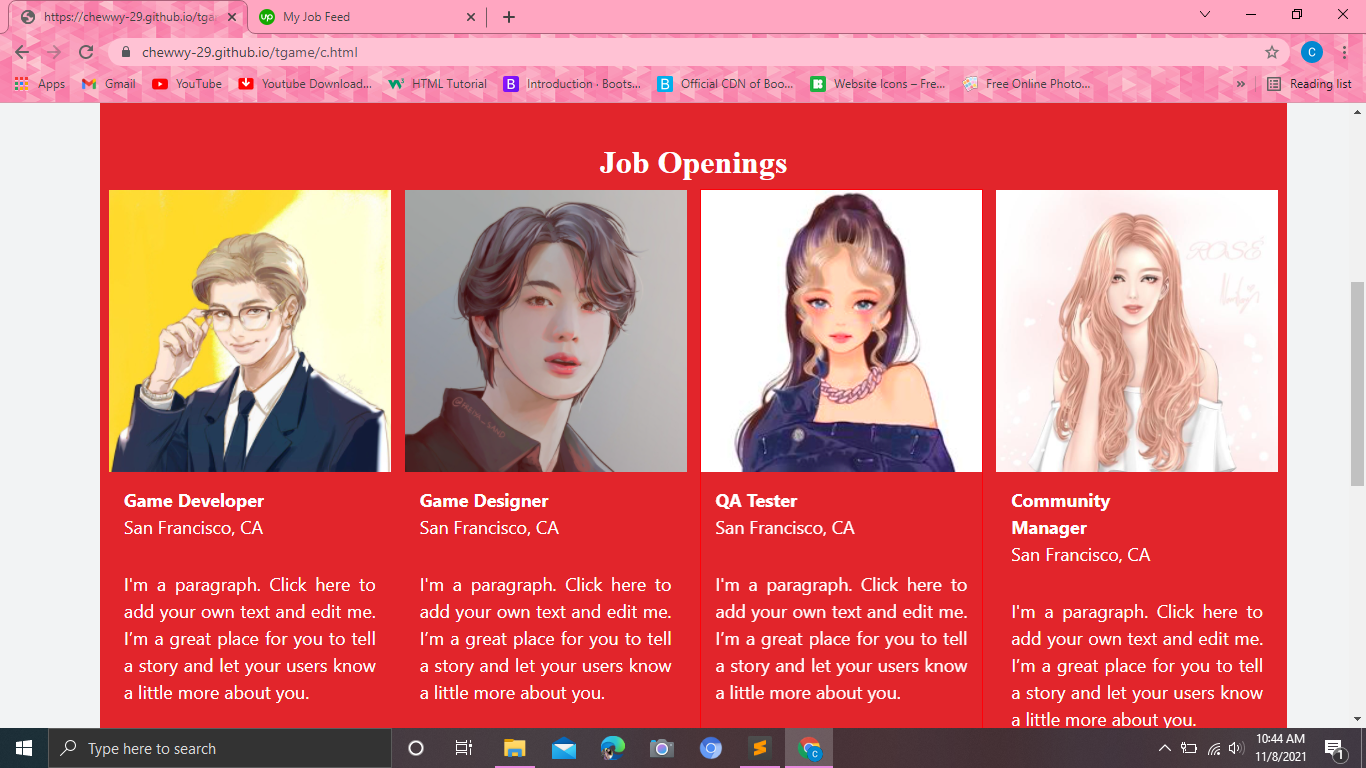 https://chewwy-29.github.io/tga
My Job Feed
chewwy-29.github.io/tgame/c.html
C
Apps
Gmail
YouTube
Youtube Download...
HTML Tutorial
Introduction · Boots...
Official CDN of Boo...
Website Icons – Fre...
Free Online Photo...
»
Reading list
Job Openings
ROSÉ
Game Developer
San Francisco, CA
I'm a paragraph. Click here to
add your own text and edit me.
I’m a great place for you to tell
a story and let your users know
a little more about you.
Game Designer
San Francisco, CA
I'm a paragraph. Click here to
add your own text and edit me.
I’m a great place for you to tell
a story and let your users know
a little more about you.
QA Tester
San Francisco, CA
I'm a paragraph. Click here to
add your own text and edit me.
I’m a great place for you to tell
a story and let your users know
a little more about you.
Community
Manager
San Francisco, CA
I'm a paragraph. Click here to
add your own text and edit me.
I’m a great place for you to tell
a story and let your users know
a little more about you.
Type here to search
10:44 AM
11/8/2021
1